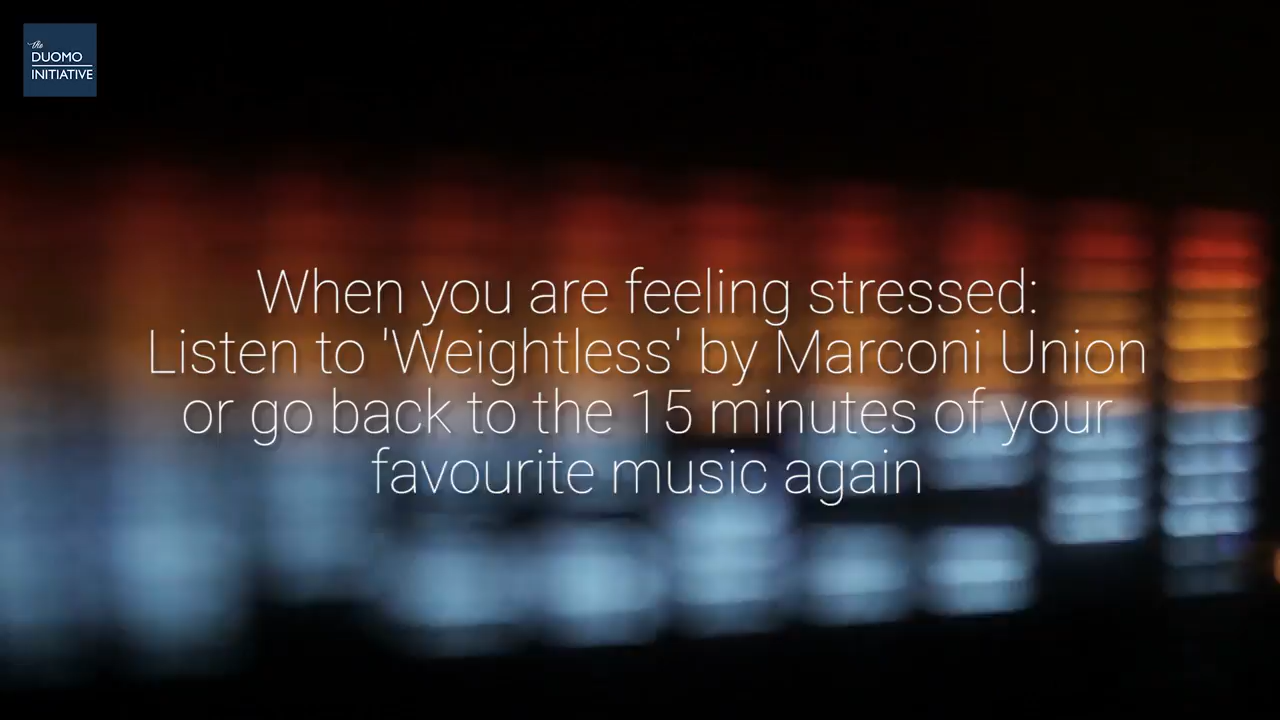 the
DUOMO
INITIATIVE
When you are feeling stressed:
Listen to 'Weightless' by Marconi Union
or go back to the 15 minutes of your
favourite music again